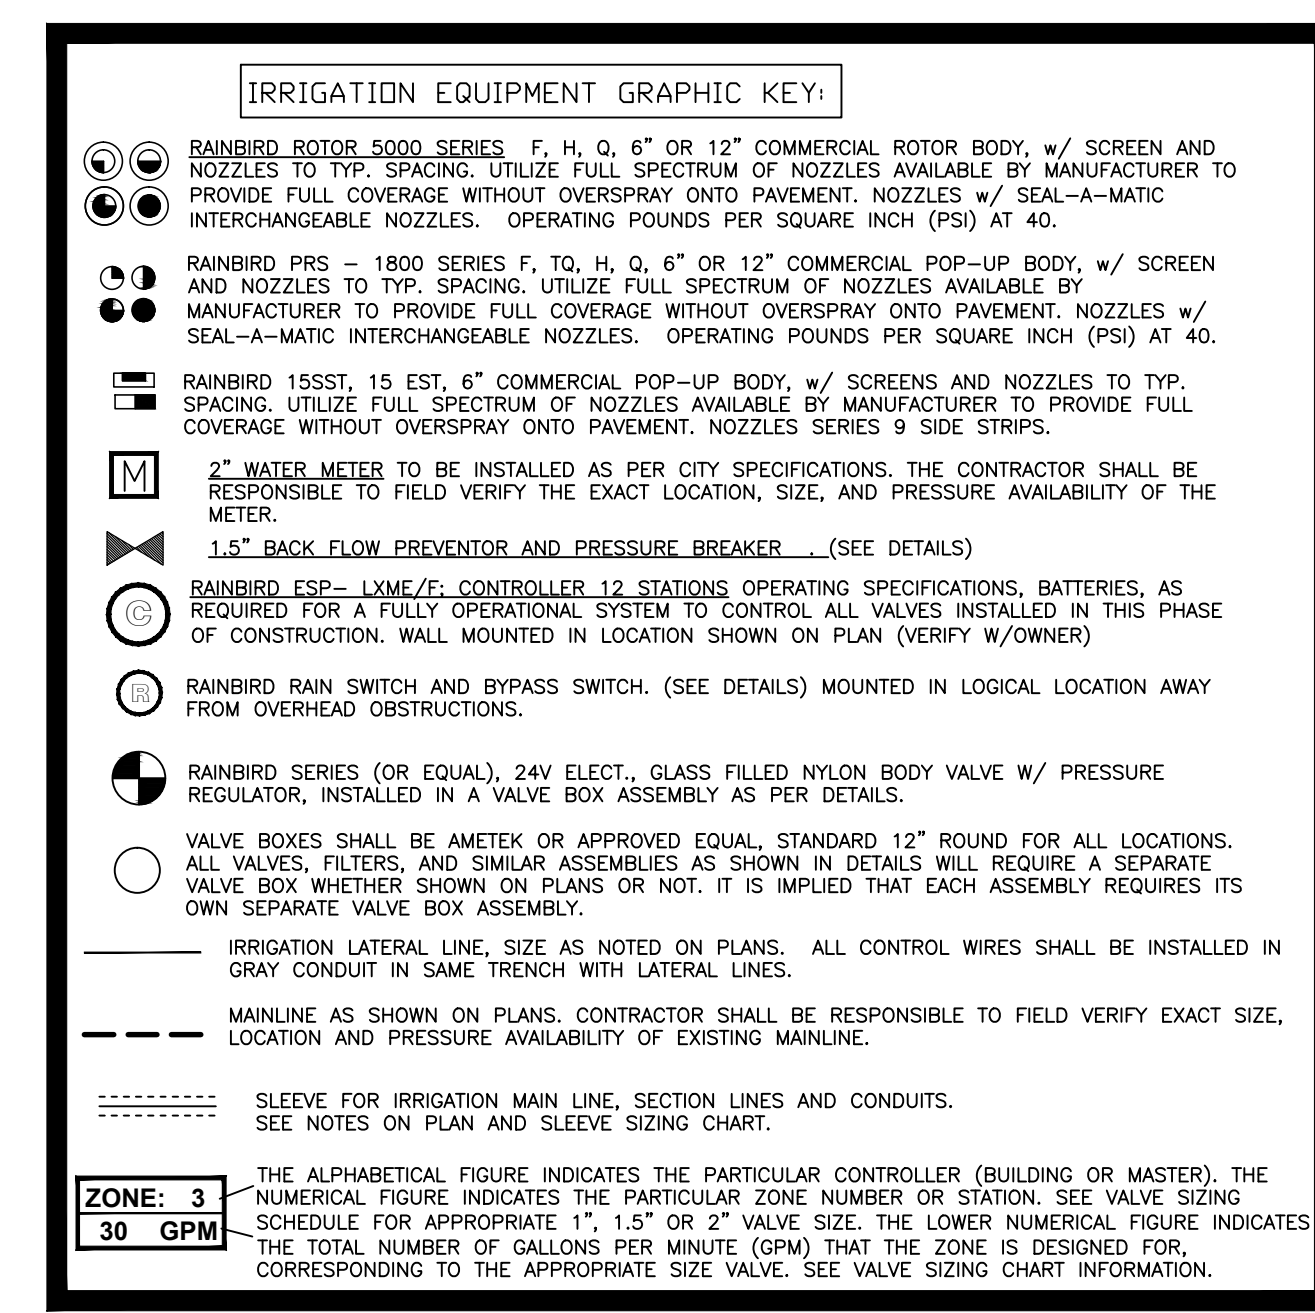 IRRIGATION EQUIPMENT GRAPHIC KEY:
RAINBIRD ROTOR 5000 SERIES F, H, Q, 6" OR 12" COMMERCIAL ROTOR BODY, w/ SCREEN AND
NOZZLES TO TYP. SPACING. UTILIZE FULL SPECTRUM OF NOZZLES AVAILABLE BY MANUFACTURER TO
PROVIDE FULL COVERAGE WITHOUT OVERSPRAY ONTO PAVEMENT. NOZZLES w/ SEAL-A-MATIC
INTERCHANGEABLE NOZZLES. OPERATING POUNDS PER SQUARE INCH (PSI) AT 40.
RAINBIRD PRS - 1800 SERIES F, TQ, H, Q, 6" OR 12" COMMERCIAL POP-UP BODY, w/ SCREEN
AND NOZZLES TO TYP. SPACING. UTILIZE FULL SPECTRUM OF NOZZLES AVAILABLE BY
MANUFACTURER TO PROVIDE FULL COVERAGE WITHOUT OVERSPRAY ONTO PAVEMENT. NOZZLES w/
SEAL-A-MATIC INTERCHANGEABLE NOZZLES. OPERATING POUNDS PER SQUARE INCH (PSI) AT 40.
RAINBIRD 15SST, 15 EST, 6" COMMERCIAL POP-UP BODY, w/ SCREENS AND NOZZLES TO TYP.
SPACING. UTILIZE FULL SPECTRUM OF NOZZLES AVAILABLE BY MANUFACTURER TO PROVIDE FULL
COVERAGE WITHOUT OVERSPRAY ONTO PAVEMENT. NOZZLES SERIES 9 SIDE STRIPS.
M
2" WATER METER TO BE INSTALLED AS PER CITY SPECIFICATIONS. THE CONTRACTOR SHALL BE
RESPONSIBLE TO FIELD VERIFY THE EXACT LOCATION, SIZE, AND PRESSURE AVAILABILITY OF THE
METER.
1.5" BACK FLOW PREVENTOR AND PRESSURE BREAKER . (SEE DETAILS)
C
RAINBIRD ESP- LXME/F; CONTROLLER 12 STATIONS OPERATING SPECIFICATIONS, BATTERIES, AS
REQUIRED FOR A FULLY OPERATIONAL SYSTEM TO CONTROL ALL VALVES INSTALLED IN THIS PHASE
OF CONSTRUCTION. WALL MOUNTED IN LOCATION SHOWN ON PLAN (VERIFY W/OWNER)
R
RAINBIRD RAIN SWITCH AND BYPASS SWITCH. (SEE DETAILS) MOUNTED IN LOGICAL LOCATION AWAY
FROM OVERHEAD OBSTRUCTIONS.
RAINBIRD SERIES (OR EQUAL), 24V ELECT., GLASS FILLED NYLON BODY VALVE W/ PRESSURE
REGULATOR, INSTALLED IN A VALVE BOX ASSEMBLY AS PER DETAILS.
VALVE BOXES SHALL BE AMETEK OR APPROVED EQUAL, STANDARD 12" ROUND FOR ALL LOCATIONS.
ALL VALVES, FILTERS, AND SIMILAR ASSEMBLIES AS SHOWN IN DETAILS WILL REQUIRE A SEPARATE
VALVE BOX WHETHER SHOWN ON PLANS OR NOT. IT IS IMPLIED THAT EACH ASSEMBLY REQUIRES ITS
OWN SEPARATE VALVE BOX ASSEMBLY.
IRRIGATION LATERAL LINE, SIZE AS NOTED ON PLANS. ALL CONTROL WIRES SHALL BE INSTALLED IN
GRAY CONDUIT IN SAME TRENCH WITH LATERAL LINES.
MAINLINE AS SHOWN ON PLANS. CONTRACTOR SHALL BE RESPONSIBLE TO FIELD VERIFY EXACT SIZE,
LOCATION AND PRESSURE AVAILABILITY OF EXISTING MAINLINE.
SLEEVE FOR IRRIGATION MAIN LINE, SECTION LINES AND CONDUITS.
SEE NOTES ON PLAN AND SLEEVE SIZING CHART.
ZONE: 3
30 GPM
THE ALPHABETICAL FIGURE INDICATES THE PARTICULAR CONTROLLER (BUILDING OR MASTER). THE
NUMERICAL FIGURE INDICATES THE PARTICULAR ZONE NUMBER OR STATION. SEE VALVE SIZING
SCHEDULE FOR APPROPRIATE 1", 1.5" OR 2" VALVE SIZE. THE LOWER NUMERICAL FIGURE INDICATES
THE TOTAL NUMBER OF GALLONS PER MINUTE (GPM) THAT THE ZONE IS DESIGNED FOR,
CORRESPONDING TO THE APPROPRIATE SIZE VALVE. SEE VALVE SIZING CHART INFORMATION.